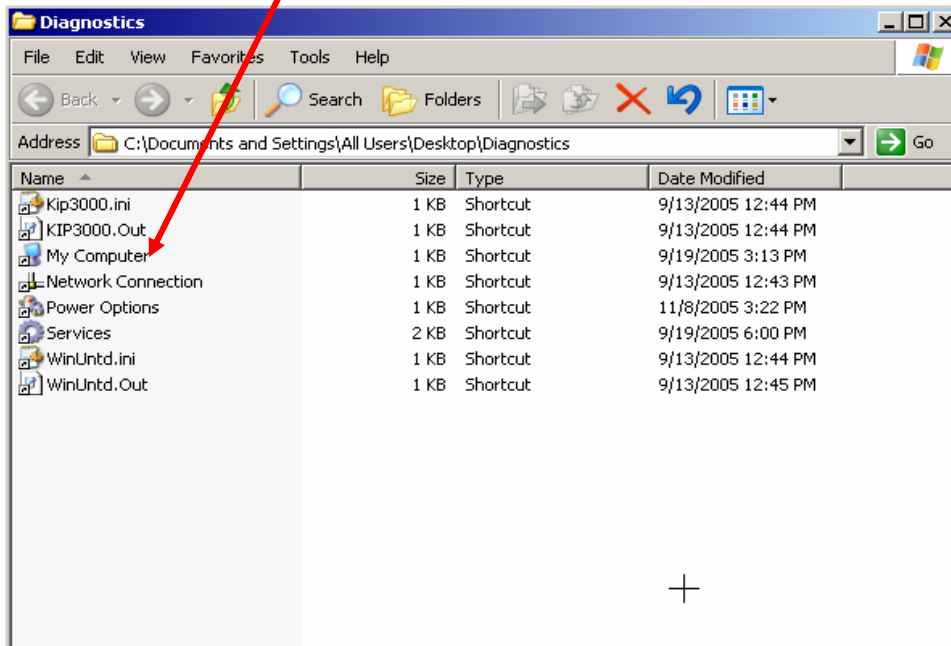 Diagnostics
File Edit View Favorites Tools Help
Back Search Folders
Address C:\Documents and Settings\All Users\Desktop\Diagnostics Go
Name Size Type Date Modified
Kip3000.ini 1 KB Shortcut 9/13/2005 12:44 PM
KIP3000.Out 1 KB Shortcut 9/13/2005 12:44 PM
My Computer 1 KB Shortcut 9/19/2005 3:13 PM
Network Connection 1 KB Shortcut 9/13/2005 12:43 PM
Power Options 1 KB Shortcut 11/8/2005 3:22 PM
Services 2 KB Shortcut 9/19/2005 6:00 PM
WinUntd.ini 1 KB Shortcut 9/13/2005 12:44 PM
WinUntd.Out 1 KB Shortcut 9/13/2005 12:45 PM